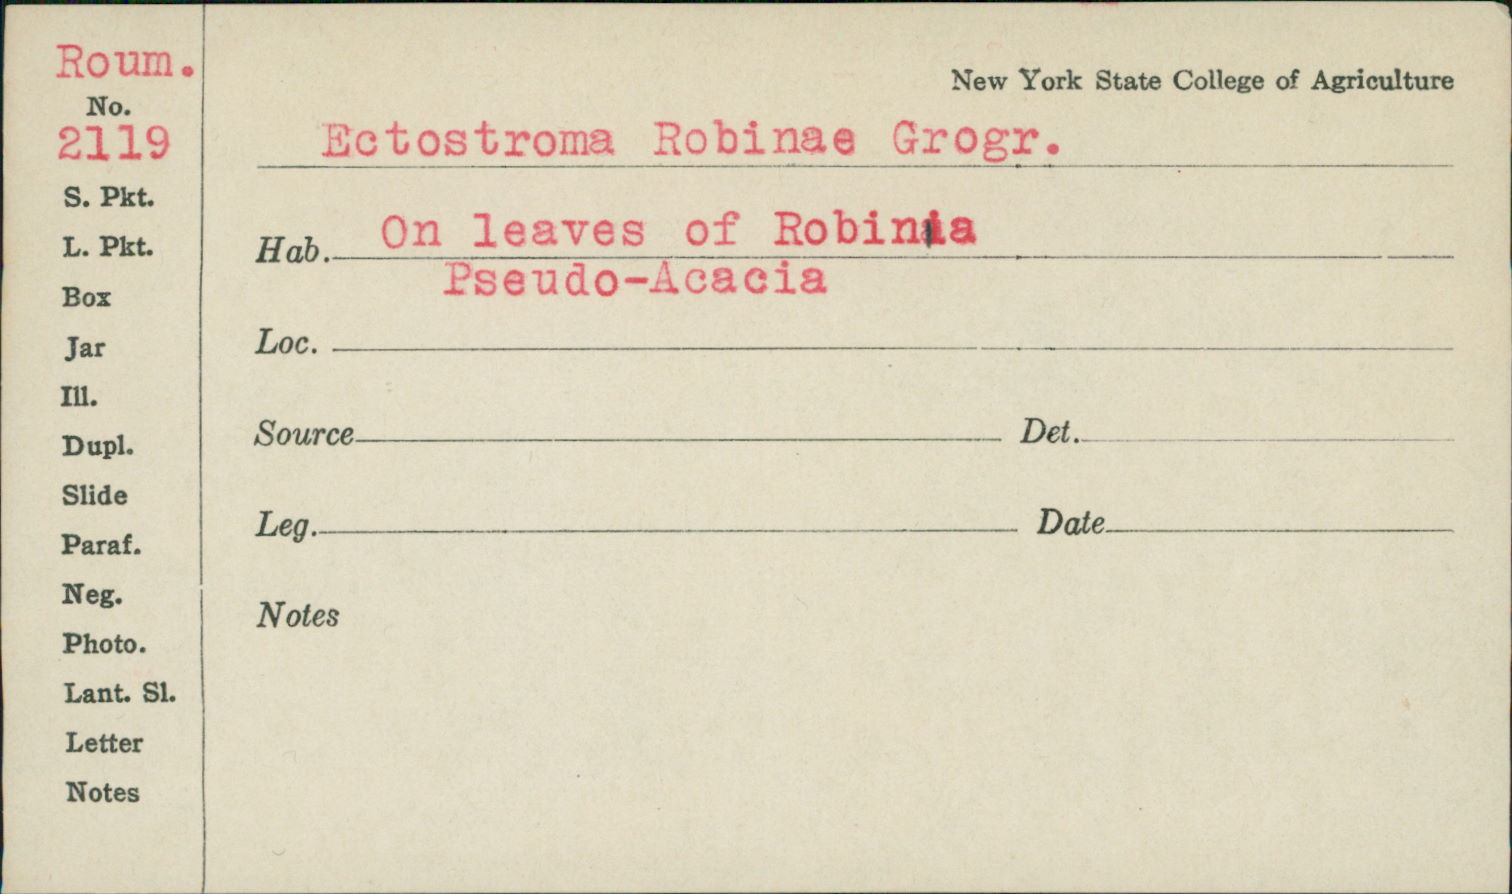 Roum.
No.
2119
S. Pkt.
L. Pkt.
Box
Jar
Ill.
Dupl.
Slide
Paraf.
Neg.
Photo.
Lant. Sl.
Letter
Notes
New York State College of Agriculture
Ectostroma Robinae Grogr.
Hab. On leaves of Robinia
Pseudo-Acacia
Loc.
Source Det.
Leg. Date
Notes